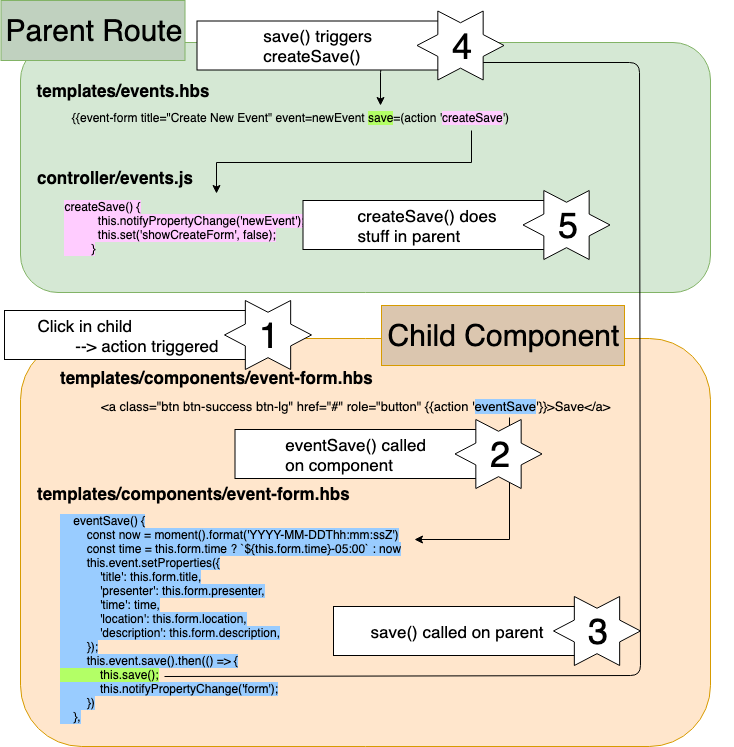 Parent Route
save() triggers
createSave()
4
templates/events.hbs
{{event-form title="Create New Event" event=newEvent save=(action 'createSave')
controller/events.js
createSave() {
this.notifyPropertyChange('newEvent');
this.set('showCreateForm', false);
}
createSave() does
stuff in parent
5
Click in child
--> action triggered
1
Child Component
templates/components/event-form.hbs
<a class="btn btn-success btn-lg" href="#" role="button" {{action 'eventSave'}}>Save</a>
eventSave() called
on component
2
templates/components/event-form.hbs
eventSave() {
const now = moment().format('YYYY-MM-DDThh:mm:ssZ')
const time = this.form.time ? `${this.form.time}-05:00` : now
this.event.setProperties({
'title': this.form.title,
'presenter': this.form.presenter,
'time': time,
'location': this.form.location,
'description': this.form.description,
});
this.event.save().then(() => {
this.save();
this.notifyPropertyChange('form');
})
},
save() called on parent
3